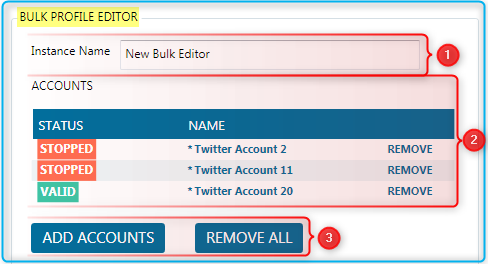 BULK PROFILE EDITOR
Instance Name New Bulk Editor
1
ACCOUNTS
STATUS NAME
STOPPED * Twitter Account 2 REMOVE
2
STOPPED * Twitter Account 11 REMOVE
VALID * Twitter Account 20 REMOVE
ADD ACCOUNTS REMOVE ALL 3